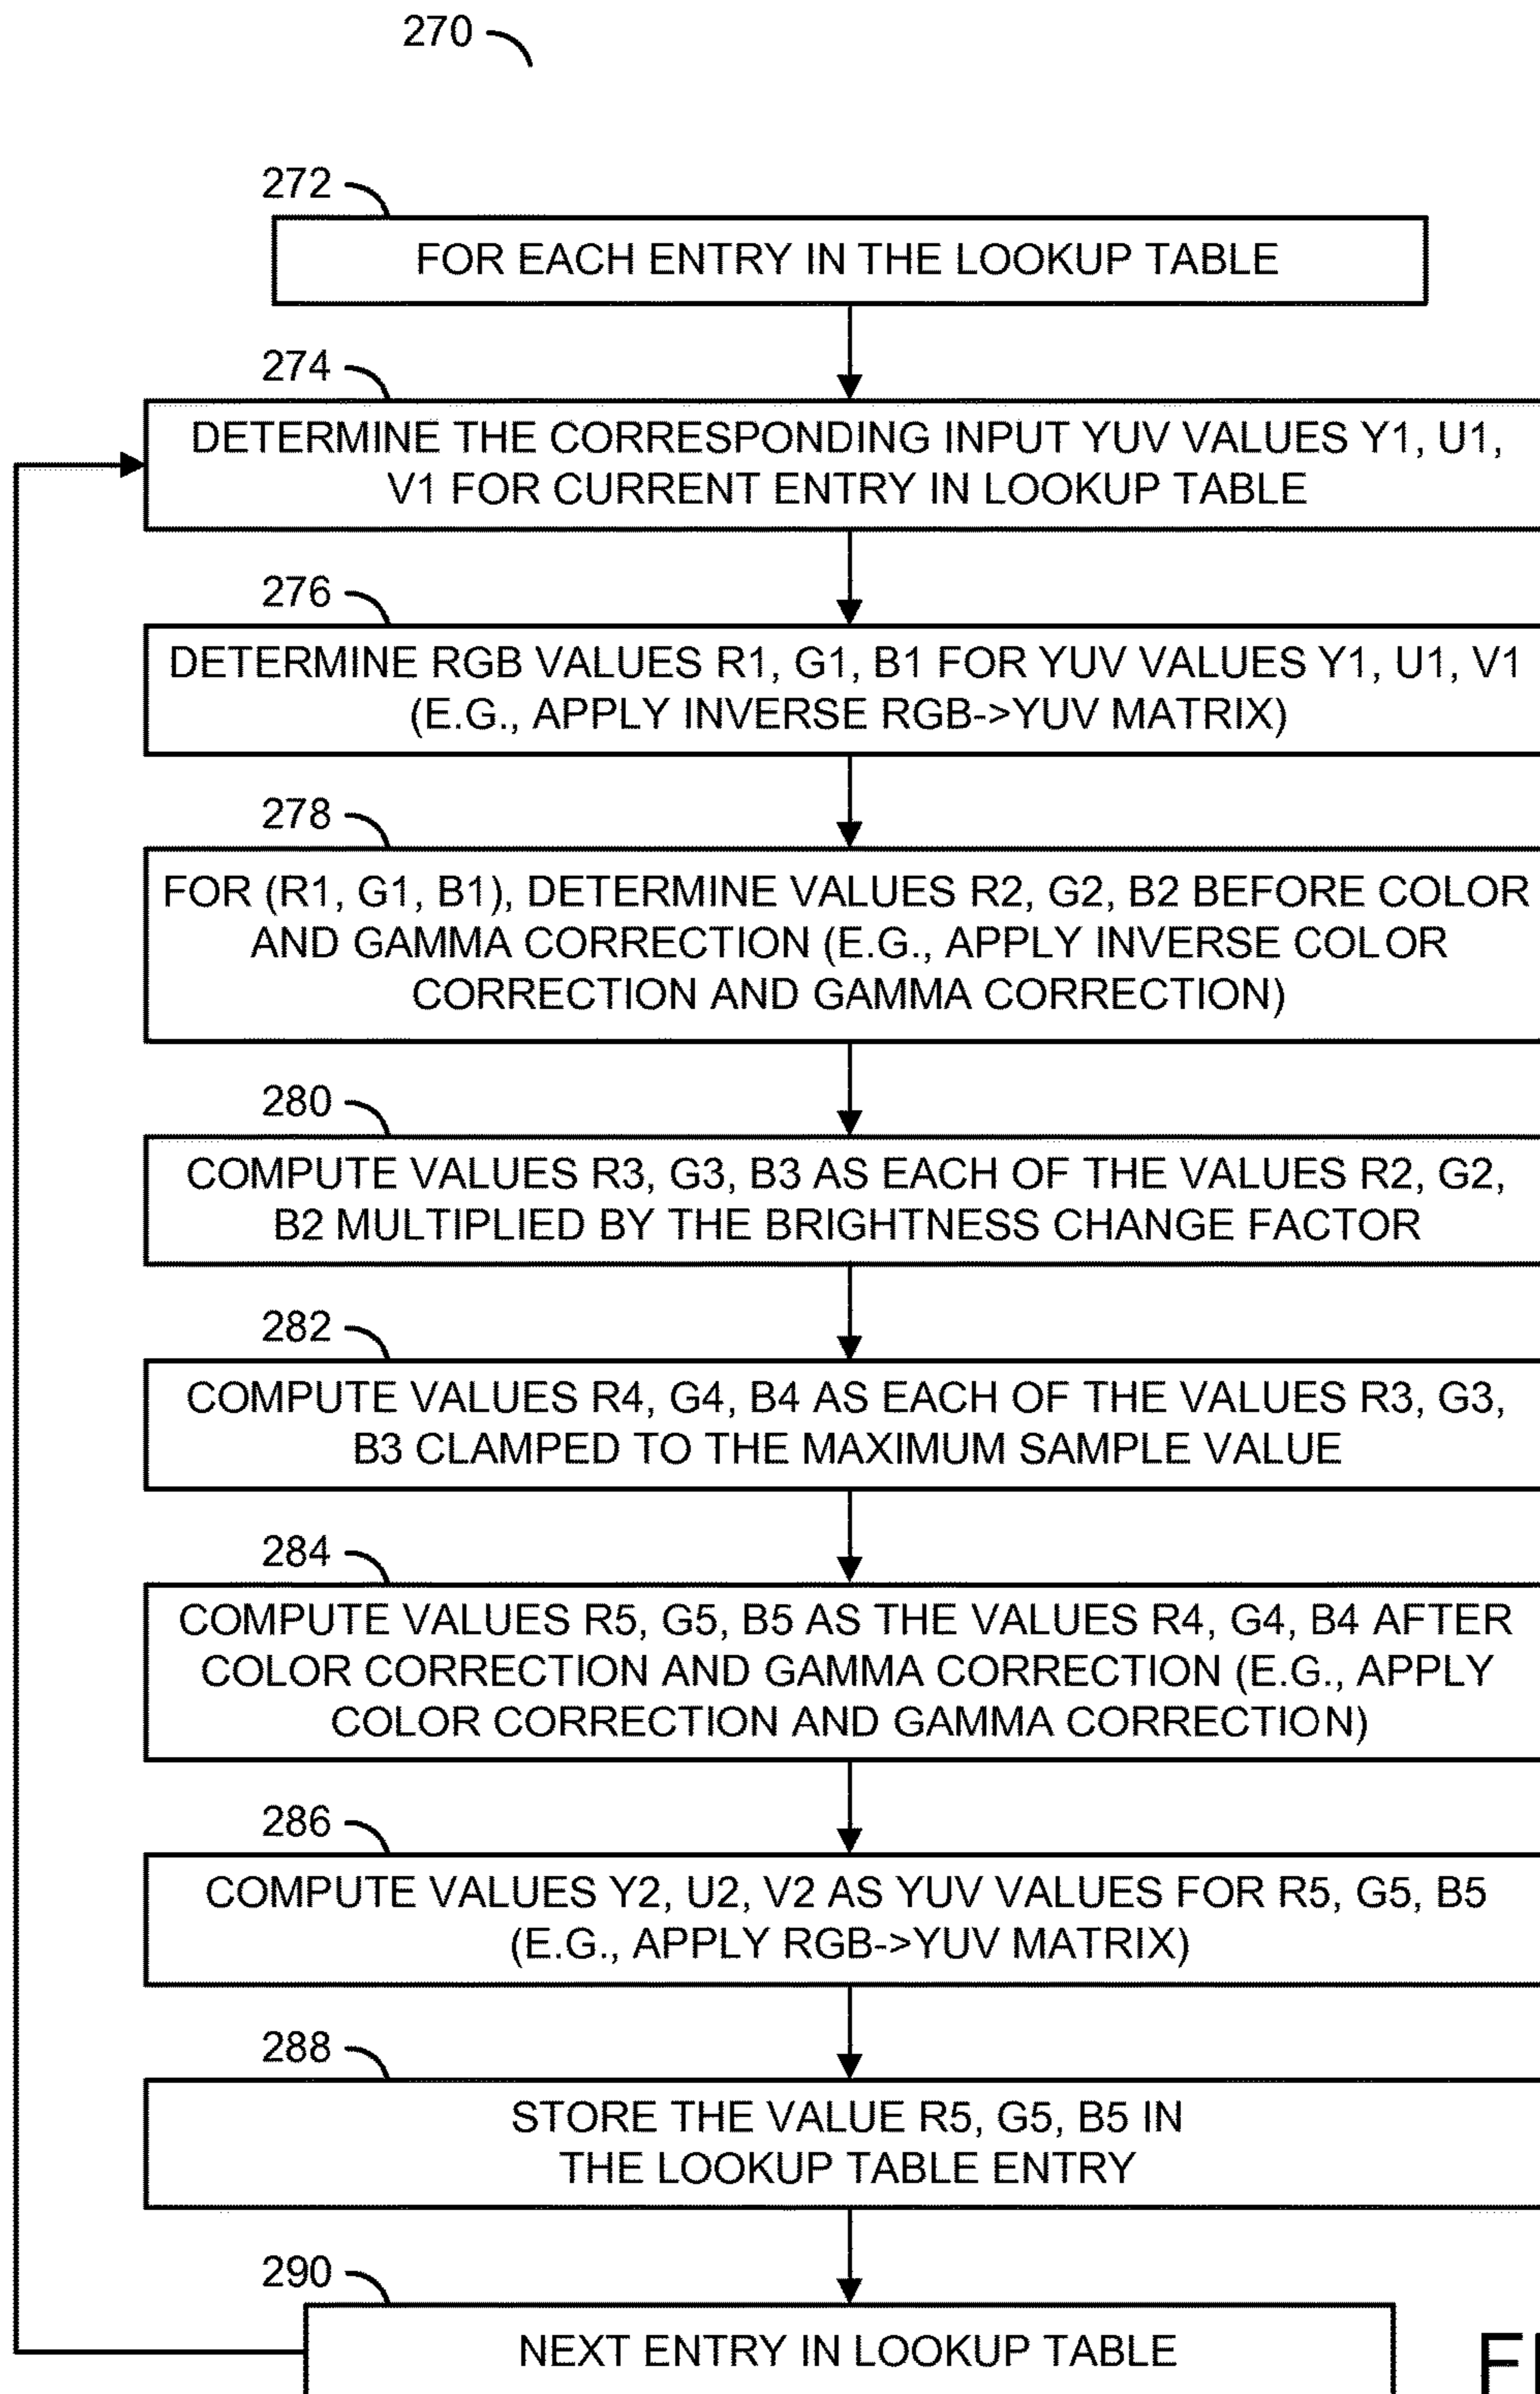 270
272
FOR EACH ENTRY IN THE LOOKUP TABLE
274
DETERMINE THE CORRESPONDING INPUT YUV VALUES Y1, U1,
V1 FOR CURRENT ENTRY IN LOOKUP TABLE
276
DETERMINE RGB VALUES R1, G1, B1 FOR YUV VALUES Y1, U1, V1
(E.G., APPLY INVERSE RGB->YUV MATRIX)
278
FOR (R1, G1, B1), DETERMINE VALUES R2, G2, B2 BEFORE COLOR
AND GAMMA CORRECTION (E.G., APPLY INVERSE COLOR
CORRECTION AND GAMMA CORRECTION)
280
COMPUTE VALUES R3, G3, B3 AS EACH OF THE VALUES R2, G2,
B2 MULTIPLIED BY THE BRIGHTNESS CHANGE FACTOR
282
COMPUTE VALUES R4, G4, B4 AS EACH OF THE VALUES R3, G3,
B3 CLAMPED TO THE MAXIMUM SAMPLE VALUE
284
COMPUTE VALUES R5, G5, B5 AS THE VALUES R4, G4, B4 AFTER
COLOR CORRECTION AND GAMMA CORRECTION (E.G., APPLY
COLOR CORRECTION AND GAMMA CORRECTION)
286
COMPUTE VALUES Y2, U2, V2 AS YUV VALUES FOR R5, G5, B5
(E.G., APPLY RGB->YUV MATRIX)
288
STORE THE VALUE R5, G5, B5 IN
THE LOOKUP TABLE ENTRY
290
NEXT ENTRY IN LOOKUP TABLE